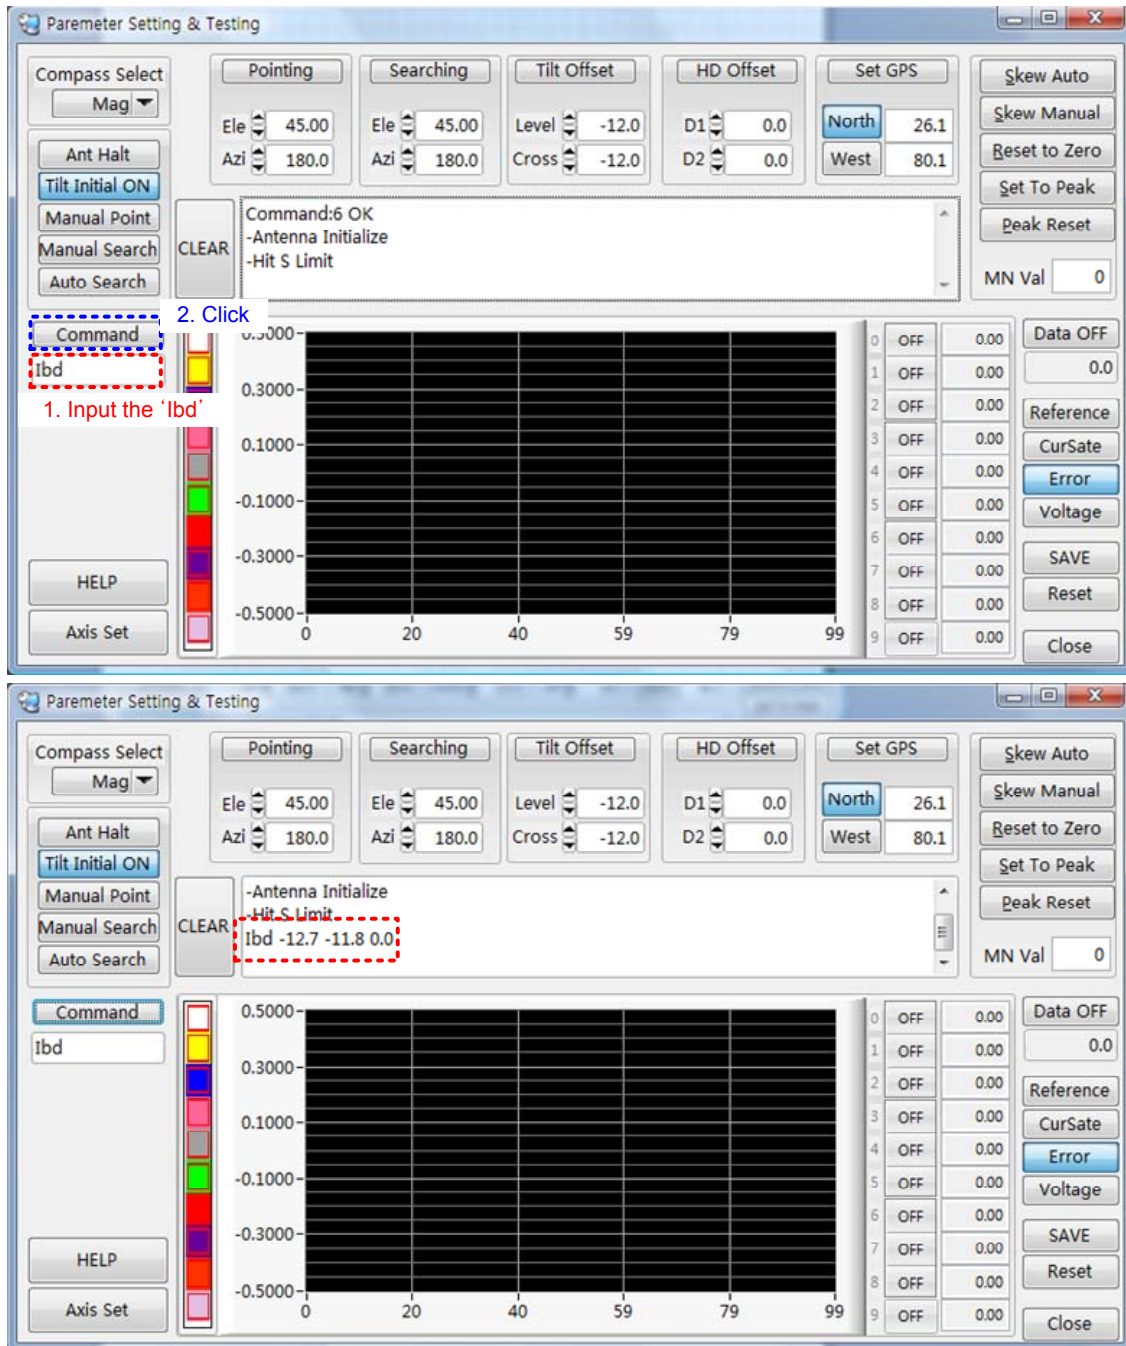 Paremeter Setting & Testing
Compass Select
Mag
Pointing
Ele 45.00
Azi 180.0
Searching
Ele 45.00
Azi 180.0
Tilt Offset
Level -12.0
Cross -12.0
HD Offset
D1 0.0
D2 0.0
Set GPS
North 26.1
West 80.1
Skew Auto
Skew Manual
Reset to Zero
Set To Peak
Peak Reset
MN Val 0
Ant Halt
Tilt Initial ON
Manual Point
Manual Search
Auto Search
CLEAR
Command:6 OK
-Antenna Initialize
-Hit S Limit
2. Click
Command
Ibd
1. Input the ‘Ibd’
HELP
Axis Set
0.5000
0.3000
0.1000
-0.1000
-0.3000
-0.5000
0 20 40 59 79 99
0 OFF 0.00
1 OFF 0.00
2 OFF 0.00
3 OFF 0.00
4 OFF 0.00
5 OFF 0.00
6 OFF 0.00
7 OFF 0.00
8 OFF 0.00
9 OFF 0.00
Data OFF
0.0
Reference
CurSate
Error
Voltage
SAVE
Reset
Close
Paremeter Setting & Testing
Compass Select
Mag
Pointing
Ele 45.00
Azi 180.0
Searching
Ele 45.00
Azi 180.0
Tilt Offset
Level -12.0
Cross -12.0
HD Offset
D1 0.0
D2 0.0
Set GPS
North 26.1
West 80.1
Skew Auto
Skew Manual
Reset to Zero
Set To Peak
Peak Reset
MN Val 0
Ant Halt
Tilt Initial ON
Manual Point
Manual Search
Auto Search
CLEAR
-Antenna Initialize
-Hit S Limit
Ibd -12.7 -11.8 0.0
Command
Ibd
HELP
Axis Set
0.5000
0.3000
0.1000
-0.1000
-0.3000
-0.5000
0 20 40 59 79 99
0 OFF 0.00
1 OFF 0.00
2 OFF 0.00
3 OFF 0.00
4 OFF 0.00
5 OFF 0.00
6 OFF 0.00
7 OFF 0.00
8 OFF 0.00
9 OFF 0.00
Data OFF
0.0
Reference
CurSate
Error
Voltage
SAVE
Reset
Close